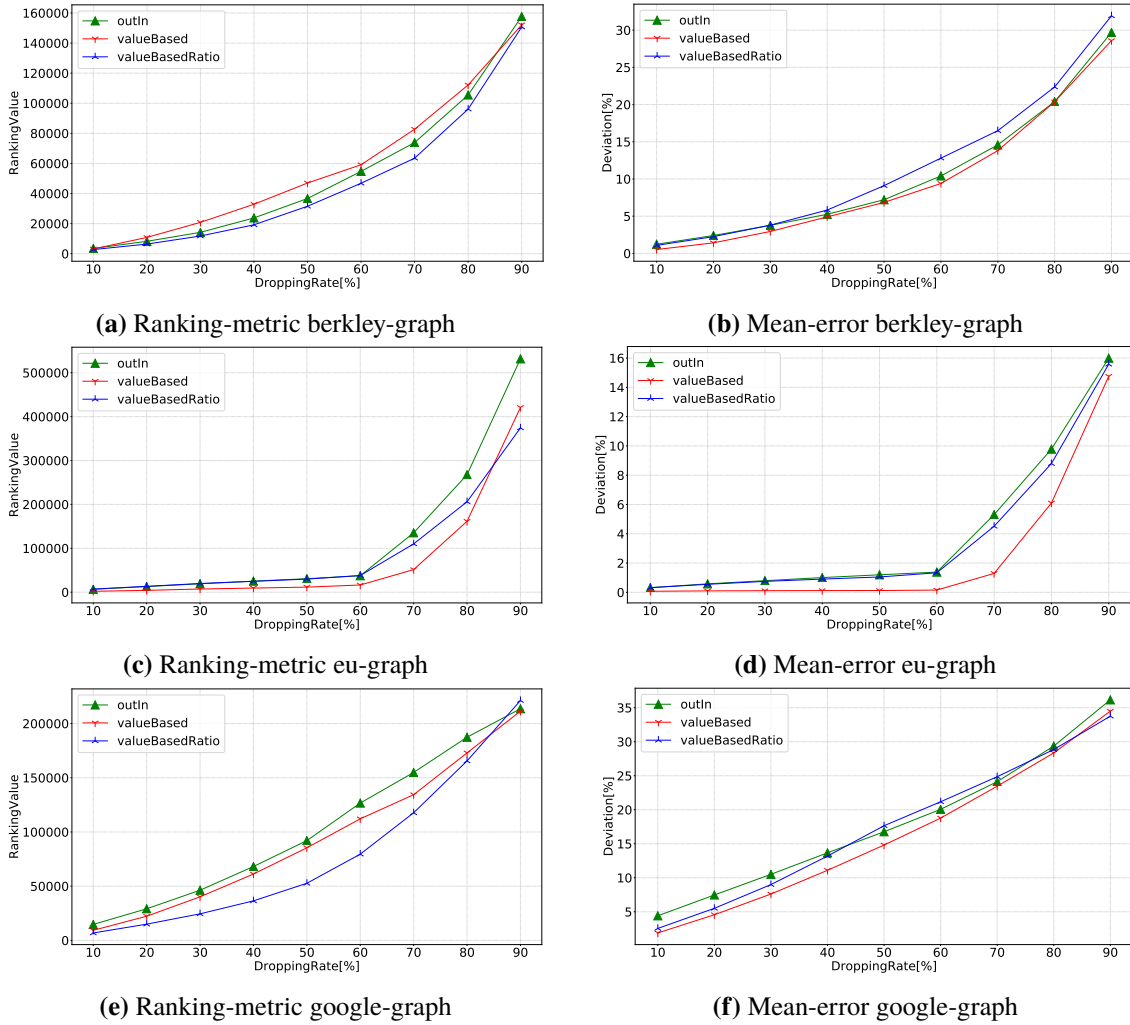 160000
140000
120000
100000
80000
60000
40000
20000
0
RankingValue
outIn
valueBased
valueBasedRatio
10 20 30 40 50 60 70 80 90
DroppingRate[%]
(a) Ranking-metric berkley-graph
30
25
20
15
10
5
0
Deviation[%]
outIn
valueBased
valueBasedRatio
10 20 30 40 50 60 70 80 90
DroppingRate[%]
(b) Mean-error berkley-graph
500000
400000
300000
200000
100000
0
RankingValue
outIn
valueBased
valueBasedRatio
10 20 30 40 50 60 70 80 90
DroppingRate[%]
(c) Ranking-metric eu-graph
16
14
12
10
8
6
4
2
0
Deviation[%]
outIn
valueBased
valueBasedRatio
10 20 30 40 50 60 70 80 90
DroppingRate[%]
(d) Mean-error eu-graph
200000
150000
100000
50000
0
RankingValue
outIn
valueBased
valueBasedRatio
10 20 30 40 50 60 70 80 90
DroppingRate[%]
(e) Ranking-metric google-graph
35
30
25
20
15
10
5
Deviation[%]
outIn
valueBased
valueBasedRatio
10 20 30 40 50 60 70 80 90
DroppingRate[%]
(f) Mean-error google-graph